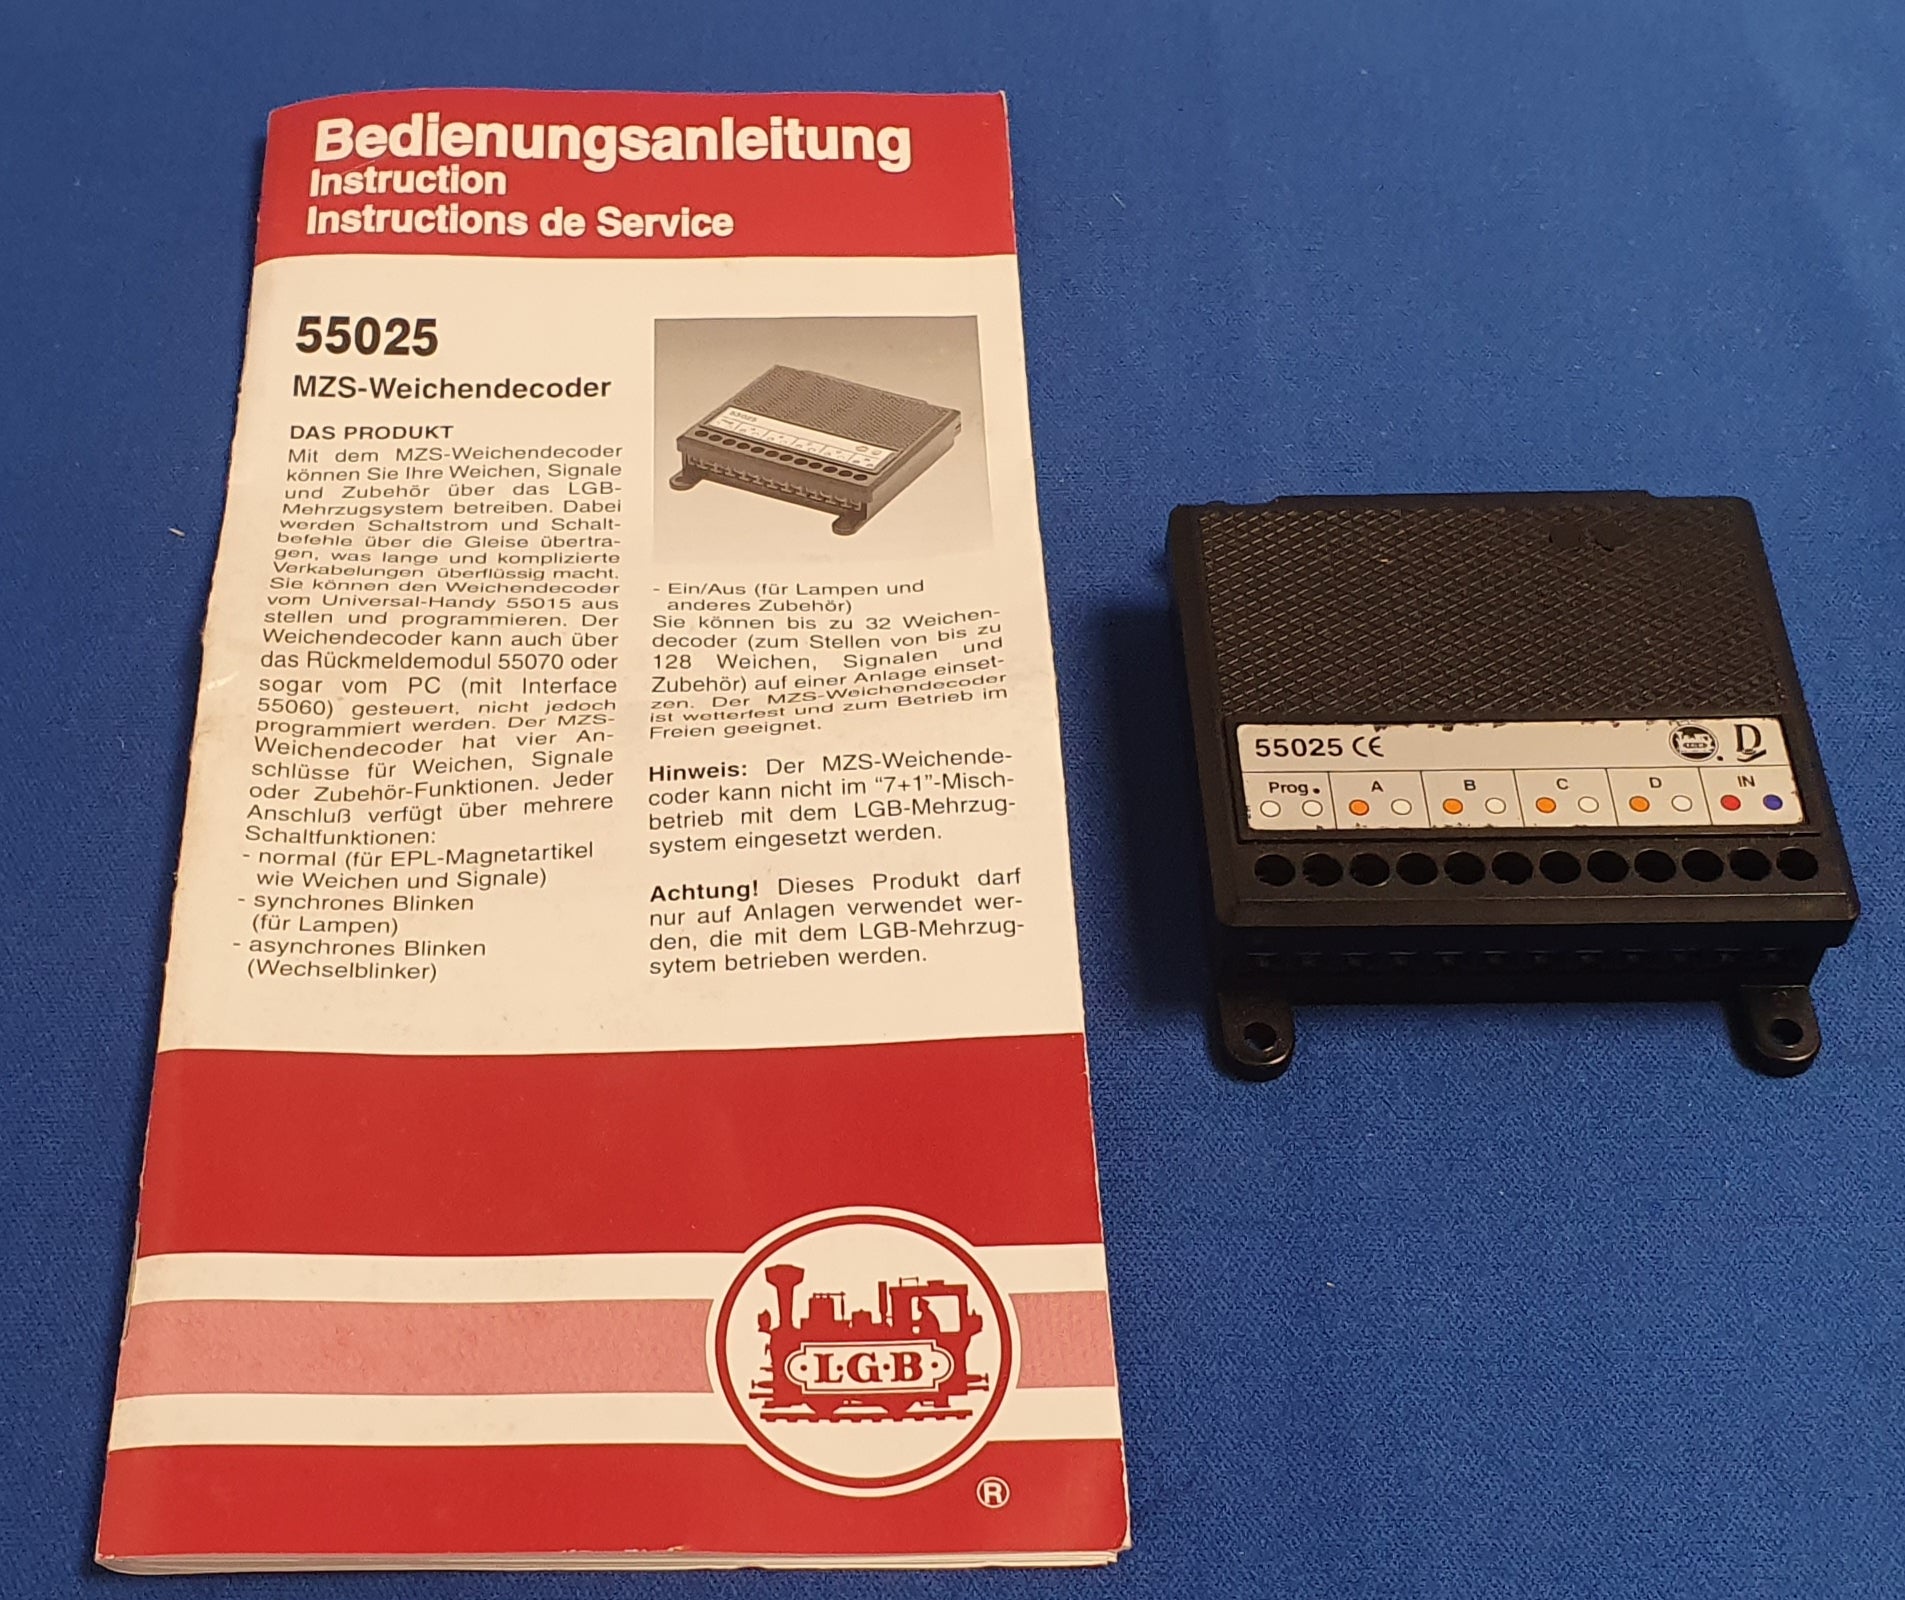 Bedienungsanleitung
Instruction
Instructions de Service
55025
MZS-Weichendecoder
DAS PRODUKT
Mit dem MZS-Weichendecoder
können Sie Ihre Weichen, Signale
und Zubehör über das LGB-
Mehrzugsystem betreiben. Dabei
werden Schaltstrom und Schalt-
befehle über die Gleise übertra-
gen, was lange und komplizierte
Verkabelungen überflüssig macht.
Sie können den Weichendecoder
vom Universal-Handy 55015 aus
stellen und programmieren. Der
Weichendecoder kann auch über
das Rückmeldemodul 55070 oder
sogar vom PC (mit Interface
55060) gesteuert, nicht jedoch
programmiert werden. Der MZS-
Weichendecoder hat vier An-
schlüsse für Weichen, Signale
oder Zubehör-Funktionen. Jeder
Anschluß verfügt über mehrere
Schaltfunktionen:
- normal (für EPL-Magnetartikel
wie Weichen und Signale)
- synchrones Blinken
(für Lampen)
- asynchrones Blinken
(Wechselblinker)
55025
- Ein/Aus (für Lampen und
anderes Zubehör)
Sie können bis zu 32 Weichen-
decoder (zum Stellen von bis zu
128 Weichen, Signalen und
Zubehör) auf einer Anlage einset-
zen. Der MZS-Weichendecoder
ist wetterfest und zum Betrieb im
Freien geeignet.
Hinweis: Der MZS-Weichende-
coder kann nicht im “7+1”-Misch-
betrieb mit dem LGB-Mehrzug-
system eingesetzt werden.
Achtung! Dieses Produkt darf
nur auf Anlagen verwendet wer-
den, die mit dem LGB-Mehrzug-
sytem betrieben werden.
L·G·B
®
55025 CE
LGB
D
Prog. A B C D IN